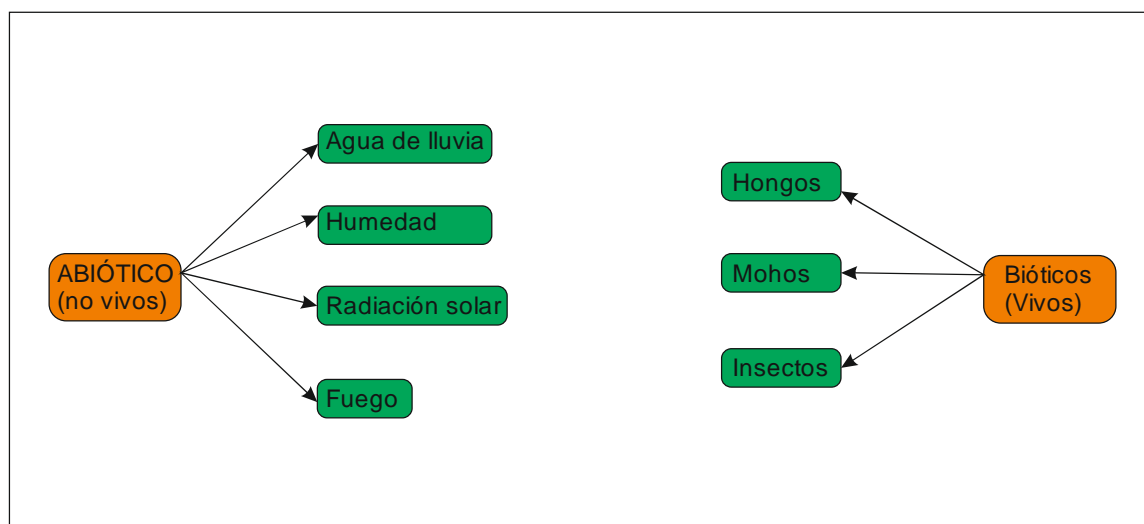 ABIÓTICO
(no vivos)
Agua de lluvia
Humedad
Radiación solar
Fuego
Hongos
Mohos
Insectos
Bióticos
(Vivos)